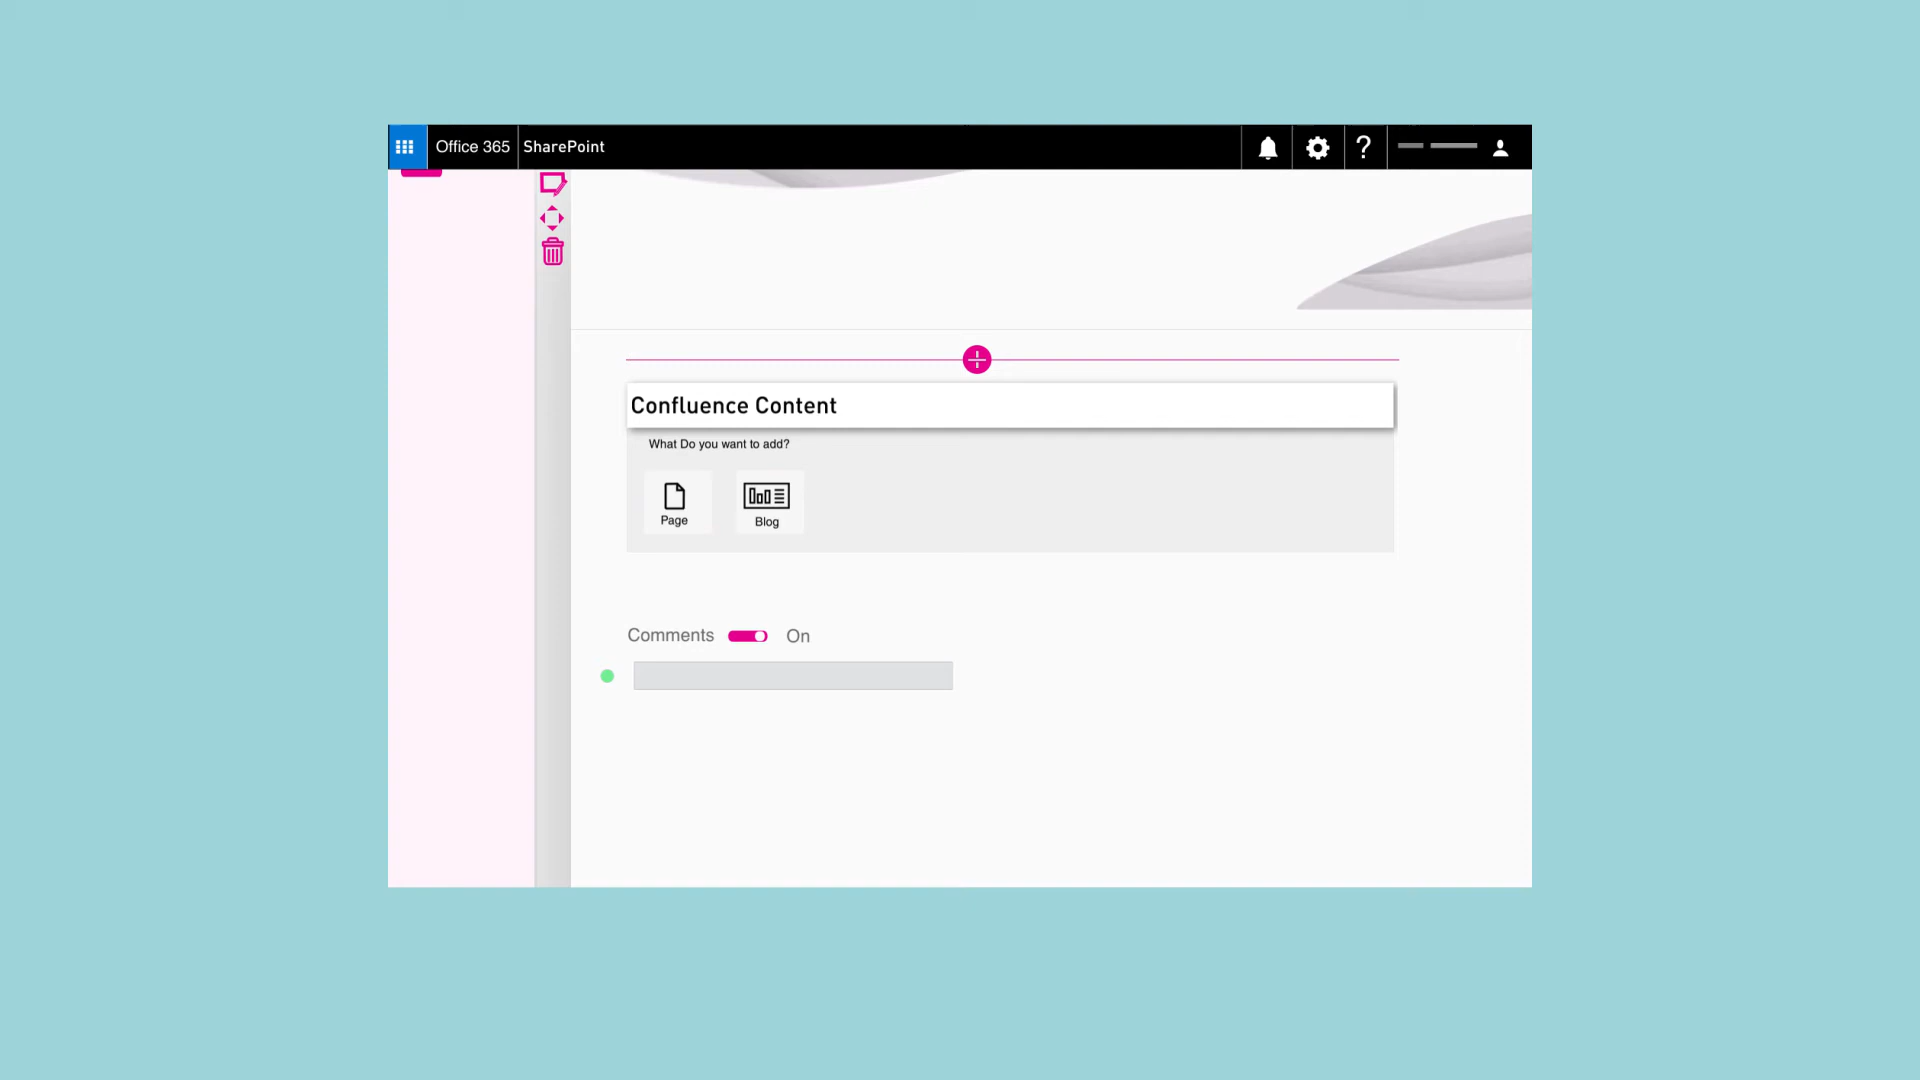 Office 365 SharePoint ?
Confluence Content
What Do you want to add?
Page Blog
Comments On